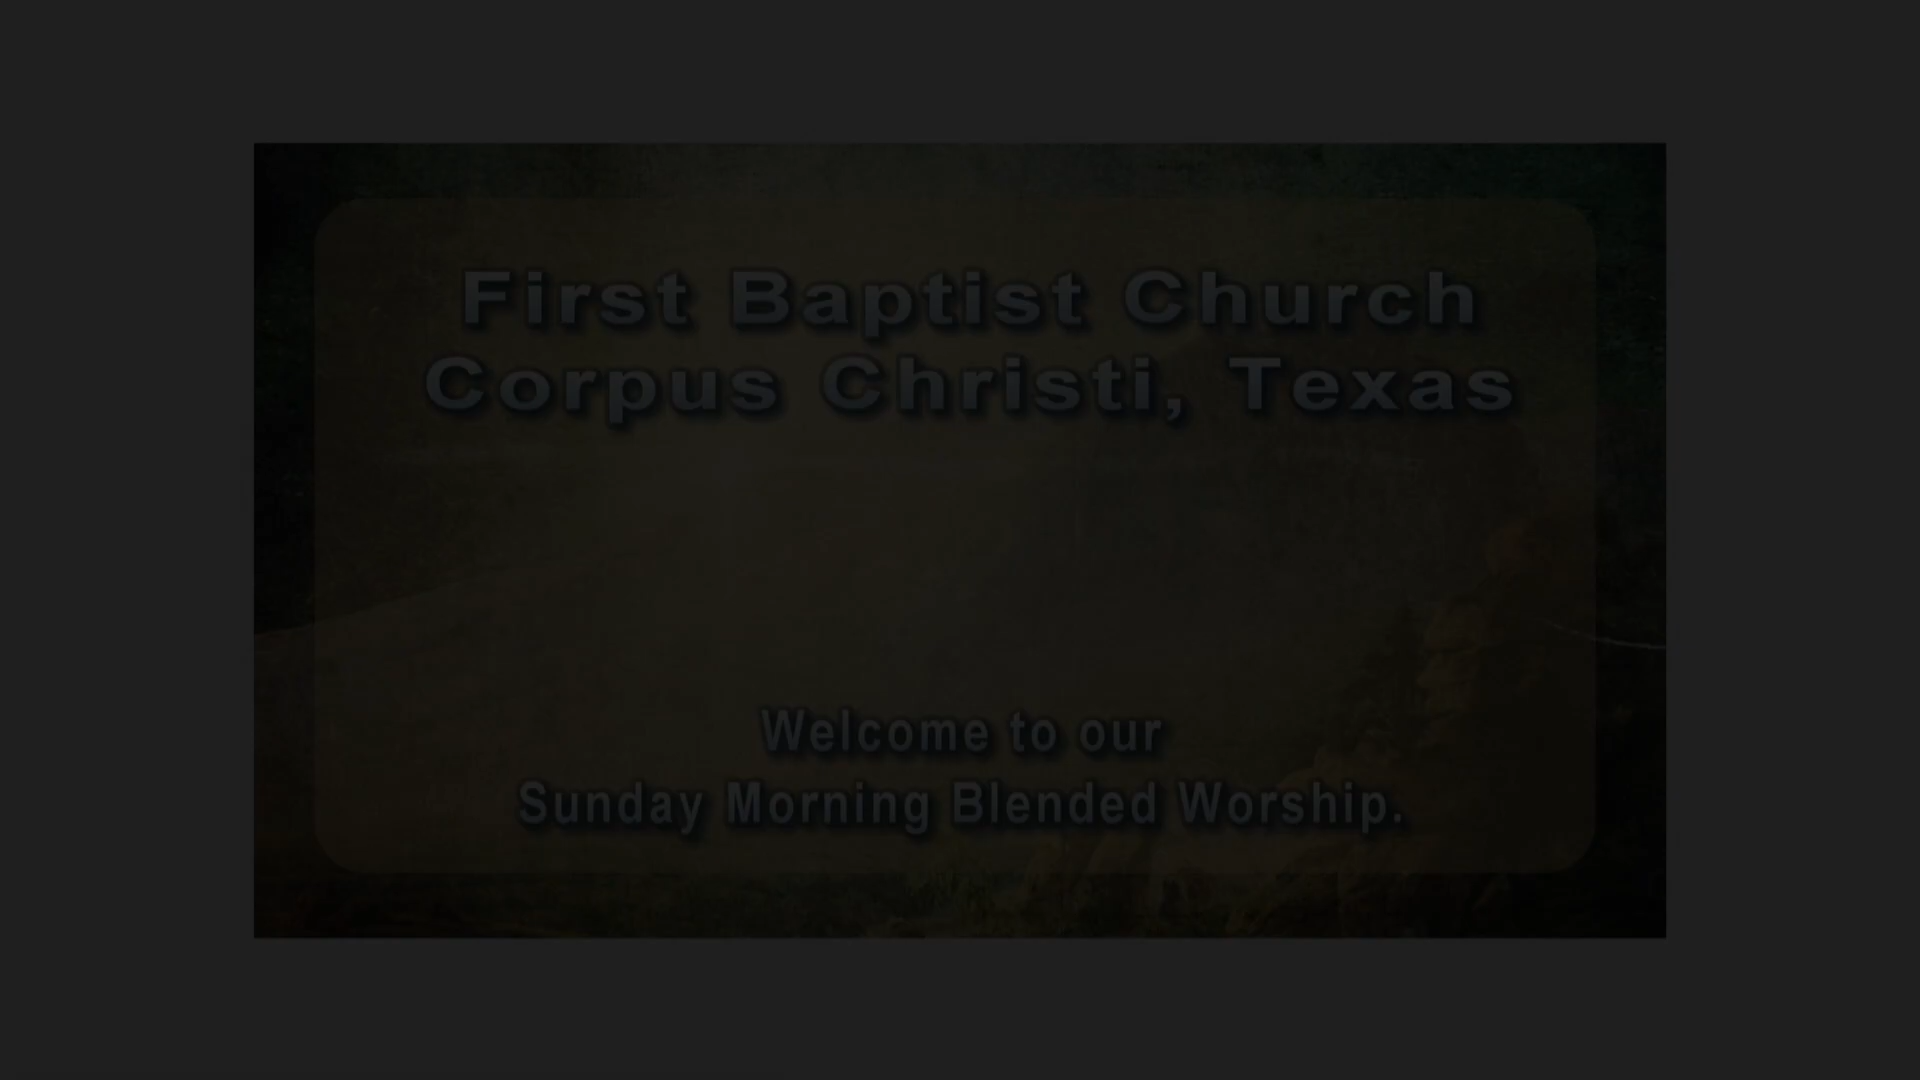 First Baptist Church
Corpus Christi, Texas
Welcome to our
Sunday Morning Blended Worship.